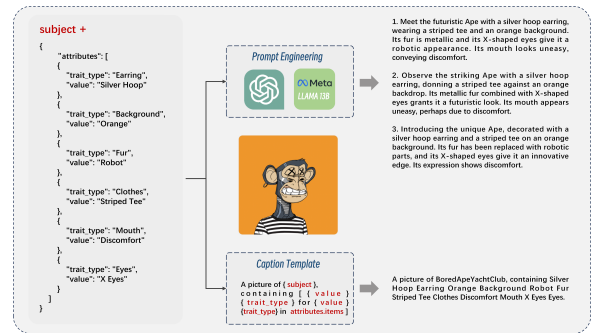 subject +
{
"attributes": [
{
"trait_type": "Earring",
"value": "Silver Hoop"
},
{
"trait_type": "Background",
"value": "Orange"
},
{
"trait_type": "Fur",
"value": "Robot"
},
{
"trait_type": "Clothes",
"value": "Striped Tee"
},
{
"trait_type": "Mouth",
"value": "Discomfort"
},
{
"trait_type": "Eyes",
"value": "X Eyes"
}
]
}
Prompt Engineering
Meta
LLAMA 13B
Caption Template
A picture of { subject },
containing [ { value }
{ trait_type } for { value }
{trait_type} in attributes.items ]
1. Meet the futuristic Ape with a silver hoop earring,
wearing a striped tee and an orange background.
Its fur is metallic and its X-shaped eyes give it a
robotic appearance. Its mouth looks uneasy,
conveying discomfort.
2. Observe the striking Ape with a silver hoop
earring, donning a striped tee against an orange
backdrop. Its metallic fur combined with X-shaped
eyes grants it a futuristic look. Its mouth appears
uneasy, perhaps due to discomfort.
3. Introducing the unique Ape, decorated with a
silver hoop earring and a striped tee on an orange
background. Its fur has been replaced with robotic
parts, and its X-shaped eyes give it an innovative
edge. Its expression shows discomfort.
A picture of BoredApeYachtClub, containing Silver
Hoop Earring Orange Background Robot Fur
Striped Tee Clothes Discomfort Mouth X Eyes Eyes.